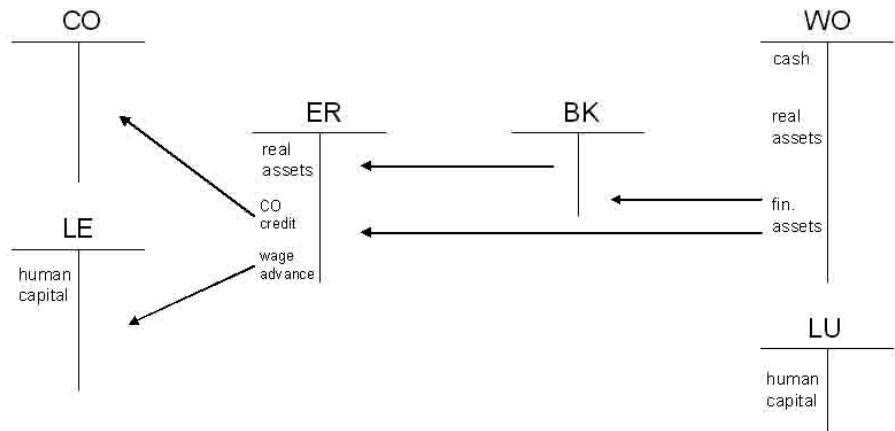 CO
WO
cash
real
assets
fin.
assets
ER
real
assets
CO
credit
wage
advance
BK
LE
human
capital
LU
human
capital